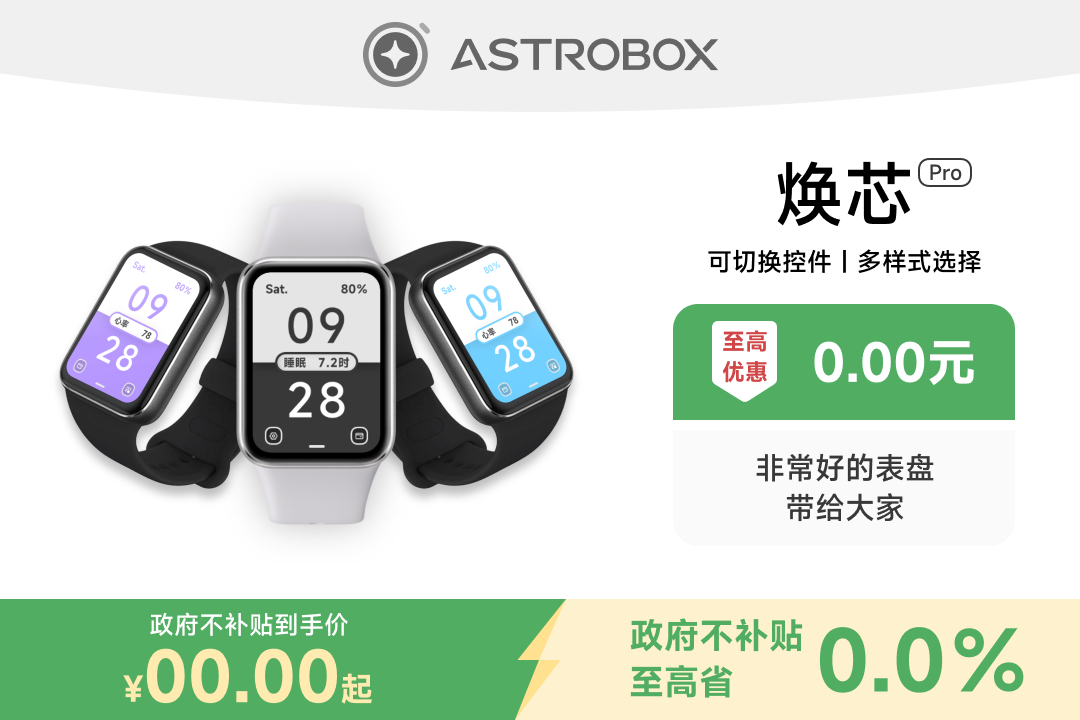 ASTROBOX
焕芯 Pro
可切换控件丨多样式选择
至高
优惠
0.00元
非常好的表盘
带给大家
Sat.
80%
09
心率 78
28
Sat. 80%
09
睡眠 7.2时
28
Sat.
80%
09
心率 78
28
政府不补贴到手价
¥00.00起
政府不补贴
至高省
0.0%